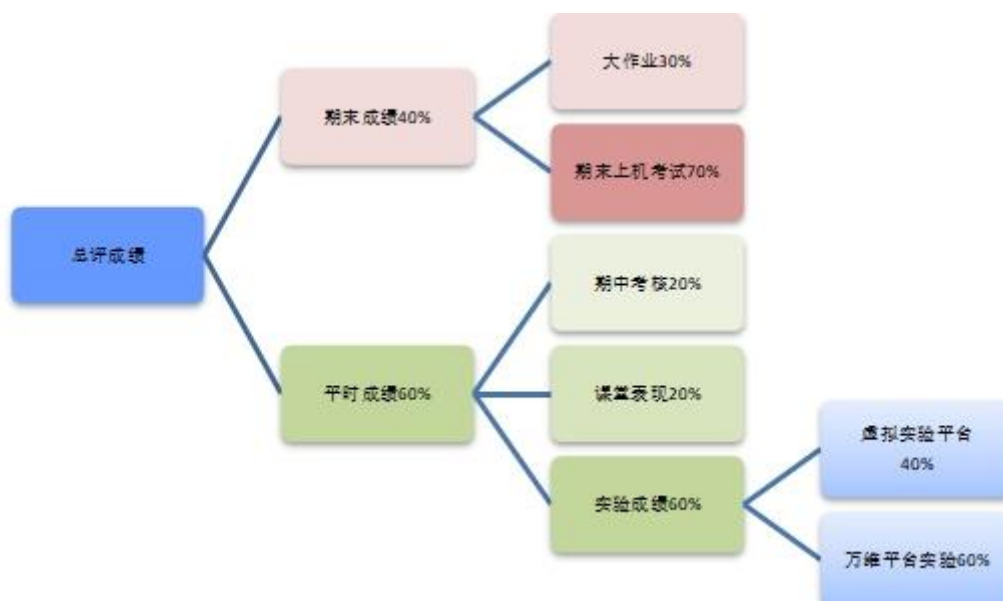 大作业30%
期末成绩40%
期末上机考试70%
总评成绩
期中考核20%
平时成绩60%
课堂表现20%
虚拟实验平台
40%
实验成绩60%
万维平台实验60%